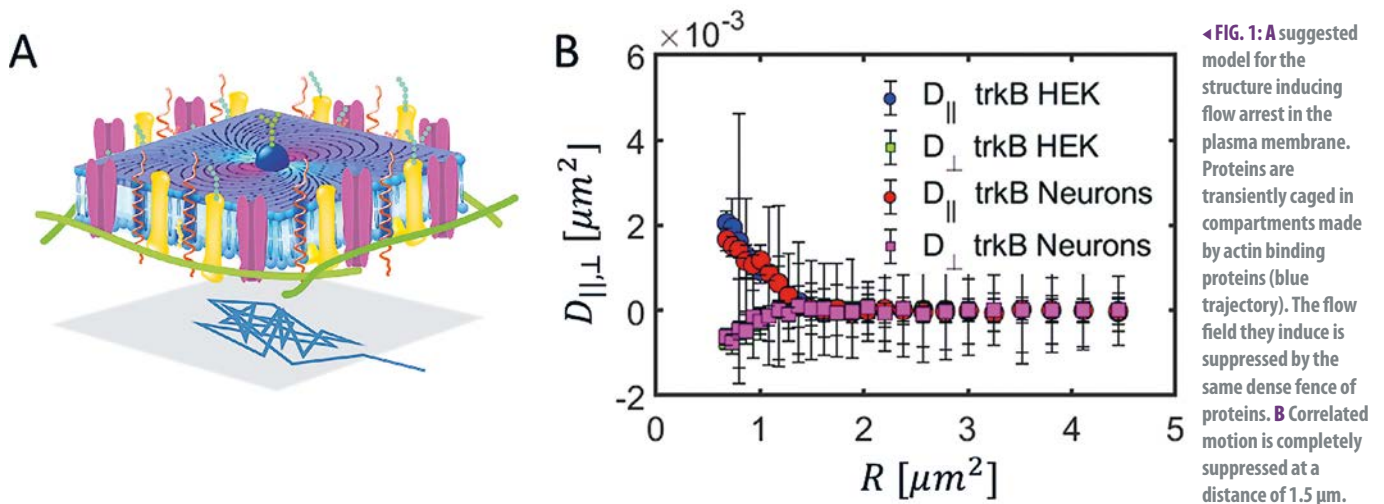 A
B
×10⁻³
6
4
2
0
-2
D||,⊥ [μm²]
D|| trkB HEK
D⊥ trkB HEK
D|| trkB Neurons
D⊥ trkB Neurons
0 1 2 3 4 5
R [μm²]
◂ FIG. 1: A suggested
model for the
structure inducing
flow arrest in the
plasma membrane.
Proteins are
transiently caged in
compartments made
by actin binding
proteins (blue
trajectory). The flow
field they induce is
suppressed by the
same dense fence of
proteins. B Correlated
motion is completely
suppressed at a
distance of 1.5 μm.